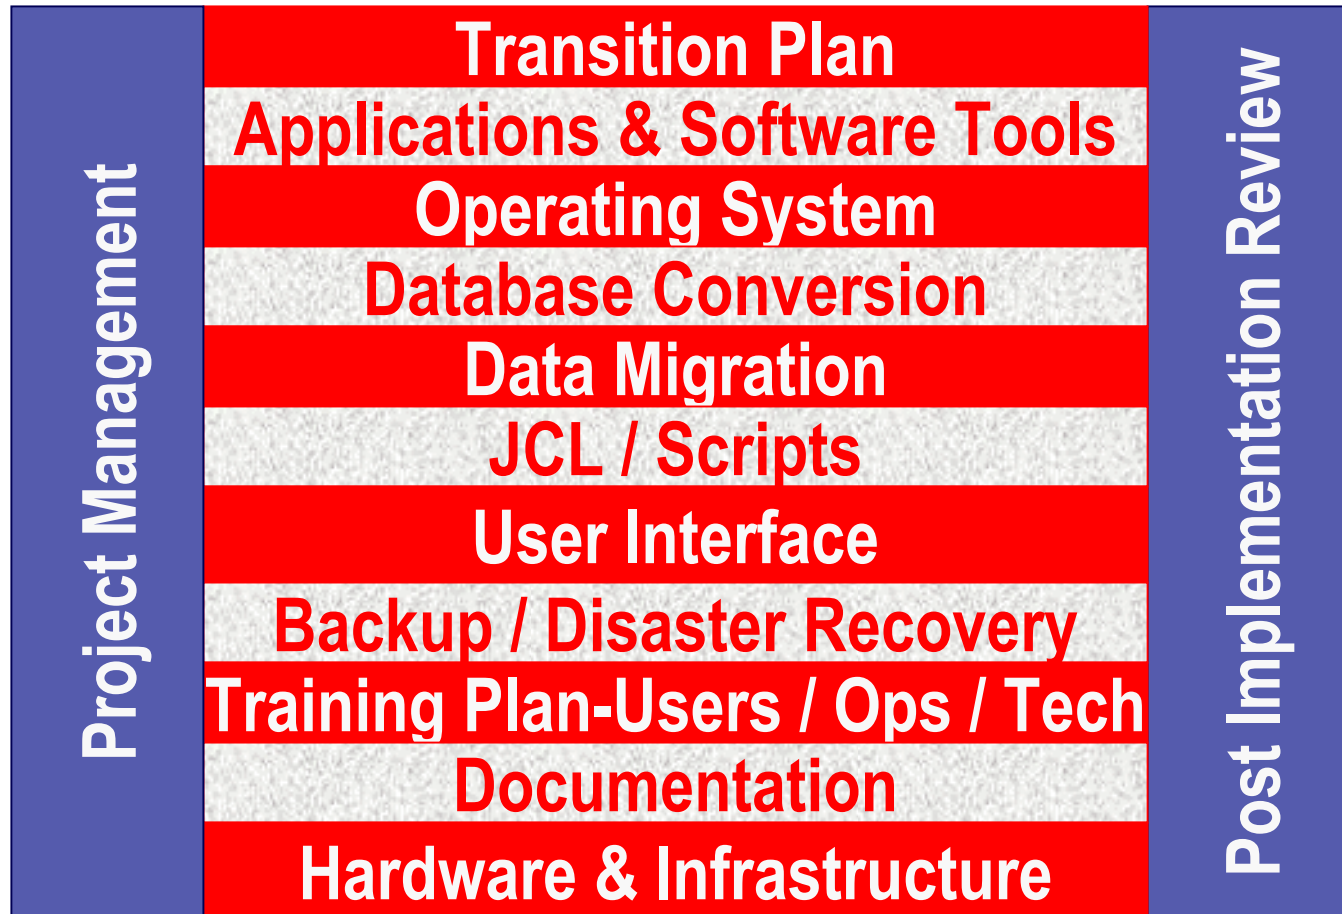 Project Management
Transition Plan
Applications & Software Tools
Operating System
Database Conversion
Data Migration
JCL / Scripts
User Interface
Backup / Disaster Recovery
Training Plan-Users / Ops / Tech
Documentation
Hardware & Infrastructure
Post Implementation Review